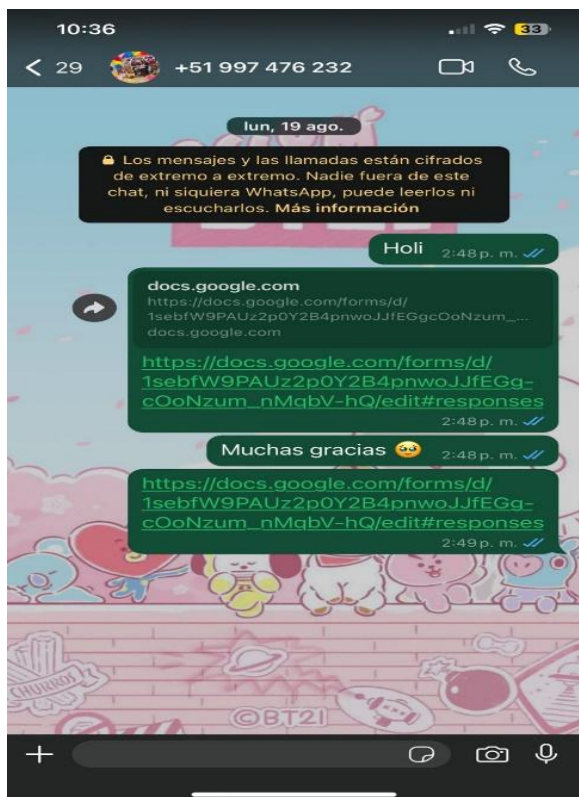 10:36
33
29
+51 997 476 232
lun, 19 ago.
Los mensajes y las llamadas están cifrados
de extremo a extremo. Nadie fuera de este
chat, ni siquiera WhatsApp, puede leerlos ni
escucharlos. Más información
Holi 2:48 p. m.
docs.google.com
https://docs.google.com/forms/d/
1sebfW9PAUz2p0Y2B4pnwoJJfEGgcOoNzum_...
docs.google.com
https://docs.google.com/forms/d/
1sebfW9PAUz2p0Y2B4pnwoJJfEGg-
cOoNzum_nMqbV-hQ/edit#responses
2:48 p. m.
Muchas gracias 🥹 2:48 p. m.
https://docs.google.com/forms/d/
1sebfW9PAUz2p0Y2B4pnwoJJfEGg-
cOoNzum_nMqbV-hQ/edit#responses
2:49 p. m.
CHURROS
©BT21